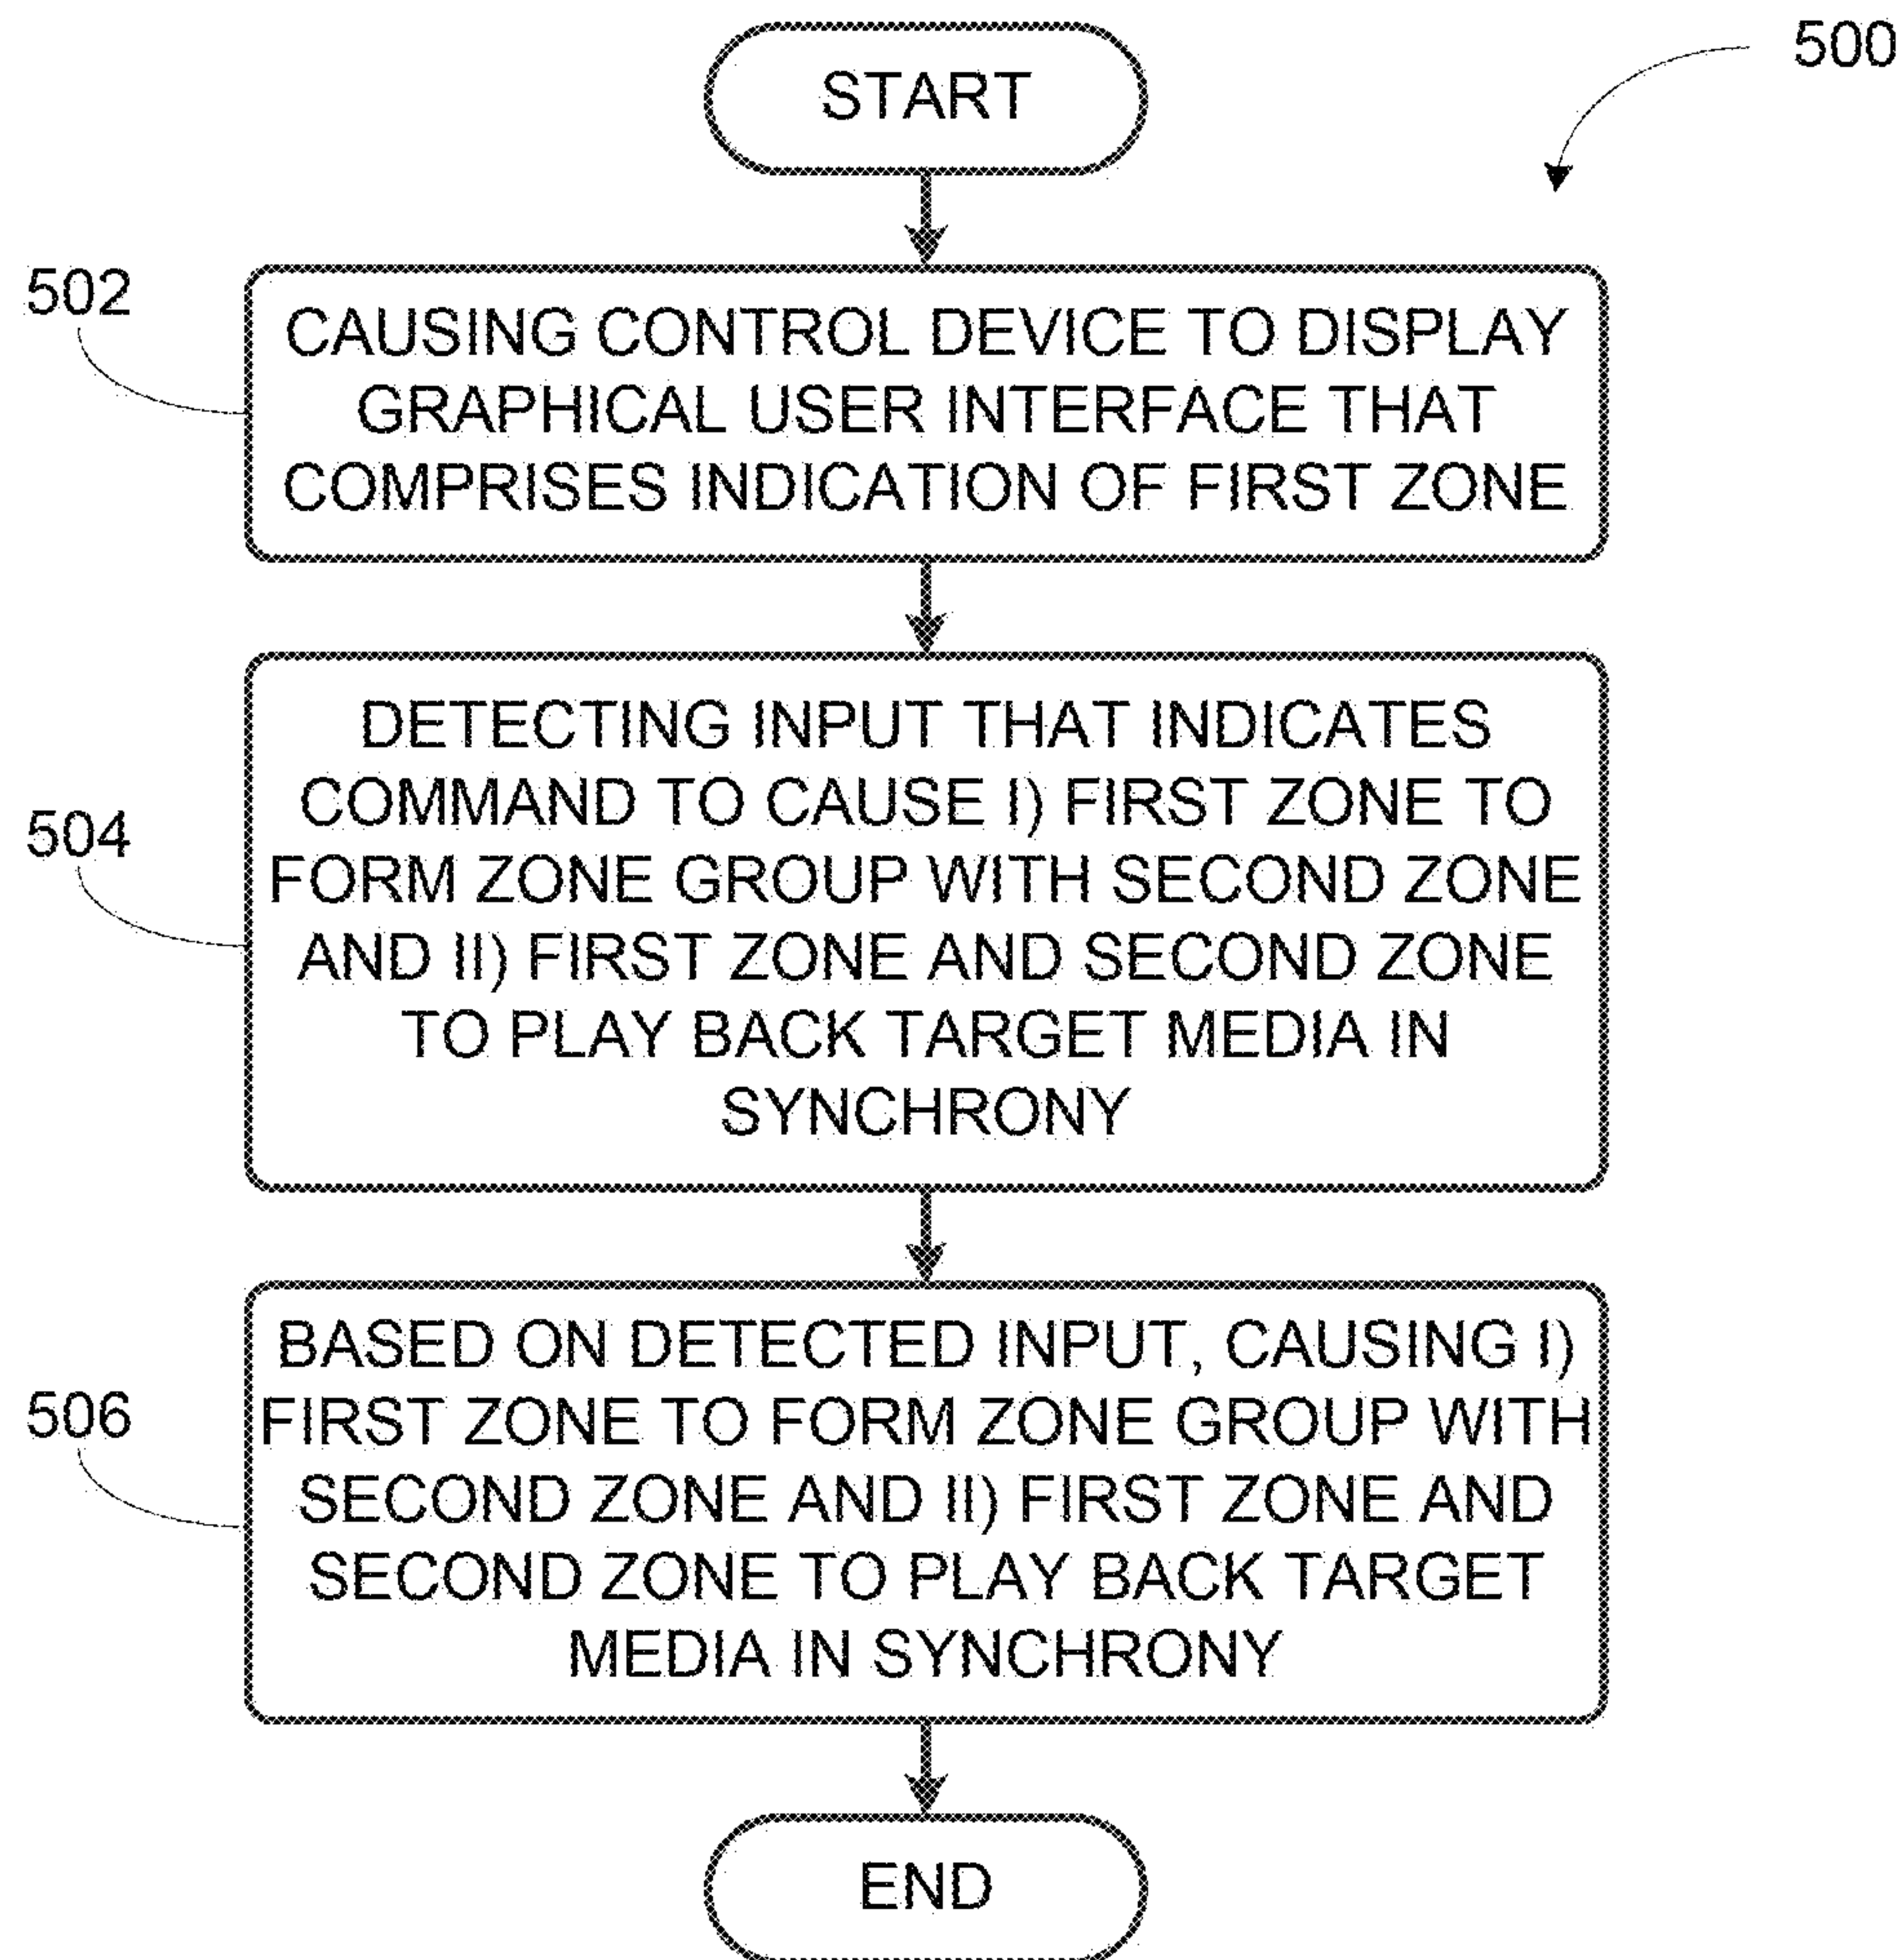 START
500
502
CAUSING CONTROL DEVICE TO DISPLAY
GRAPHICAL USER INTERFACE THAT
COMPRISES INDICATION OF FIRST ZONE
504
DETECTING INPUT THAT INDICATES
COMMAND TO CAUSE I) FIRST ZONE TO
FORM ZONE GROUP WITH SECOND ZONE
AND II) FIRST ZONE AND SECOND ZONE
TO PLAY BACK TARGET MEDIA IN
SYNCHRONY
506
BASED ON DETECTED INPUT, CAUSING I)
FIRST ZONE TO FORM ZONE GROUP WITH
SECOND ZONE AND II) FIRST ZONE AND
SECOND ZONE TO PLAY BACK TARGET
MEDIA IN SYNCHRONY
END